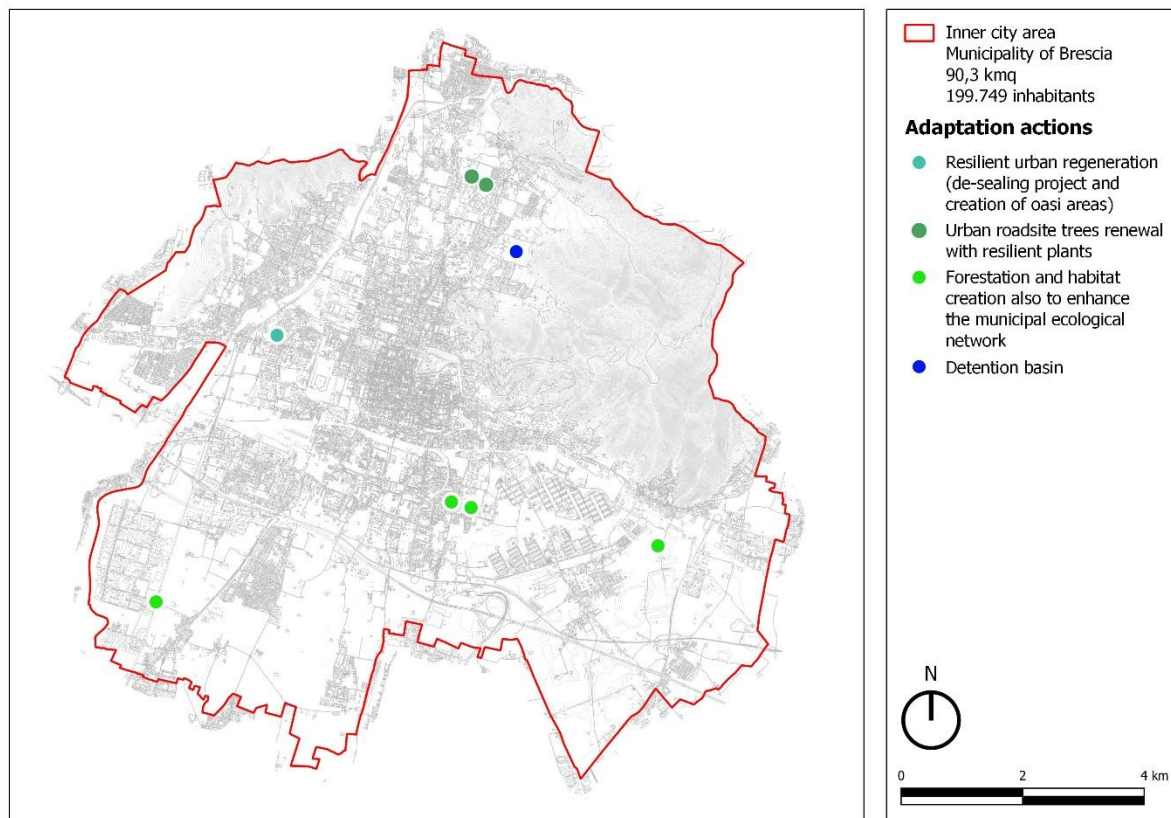 Inner city area
Municipality of Brescia
90,3 kmq
199.749 inhabitants
Adaptation actions
Resilient urban regeneration
(de-sealing project and
creation of oasi areas)
Urban roadsite trees renewal
with resilient plants
Forestation and habitat
creation also to enhance
the municipal ecological
network
Detention basin
N
0 2 4 km